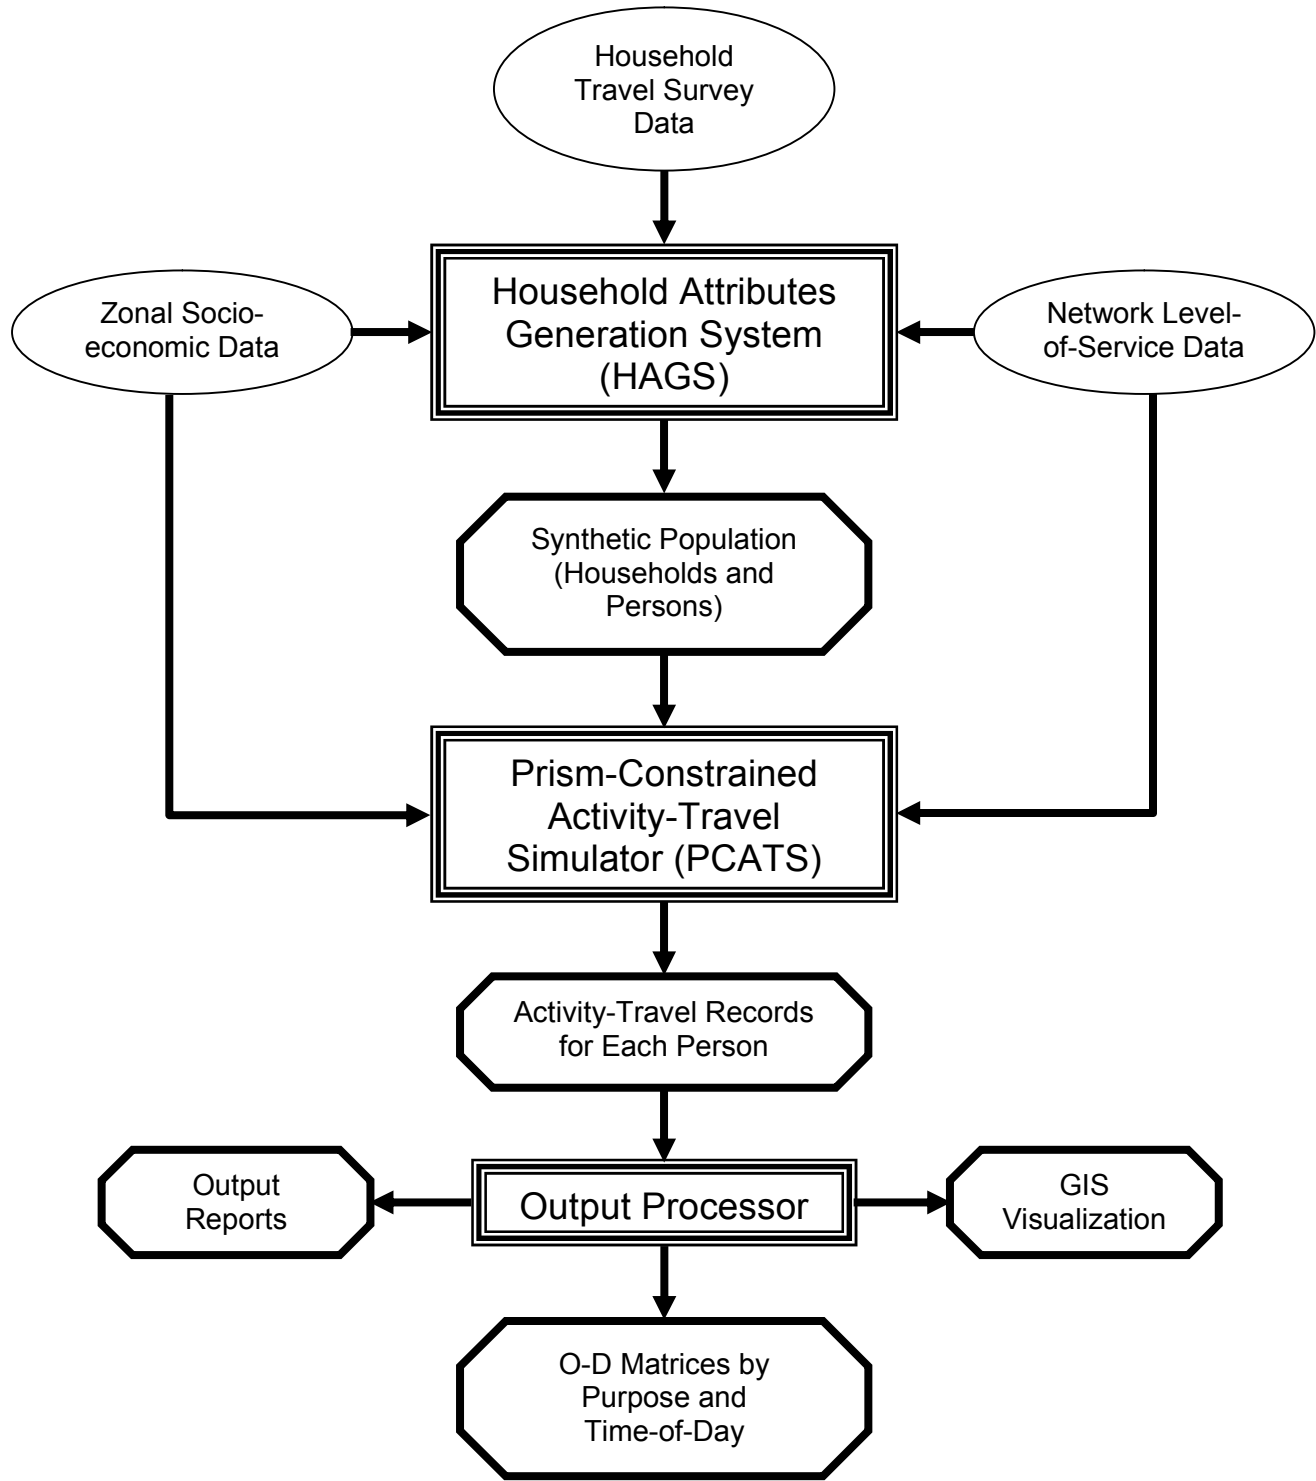 Household
Travel Survey
Data
Household Attributes
Generation System
(HAGS)
Zonal Socio-
economic Data
Network Level-
of-Service Data
Synthetic Population
(Households and
Persons)
Prism-Constrained
Activity-Travel
Simulator (PCATS)
Activity-Travel Records
for Each Person
Output
Reports
Output Processor
GIS
Visualization
O-D Matrices by
Purpose and
Time-of-Day